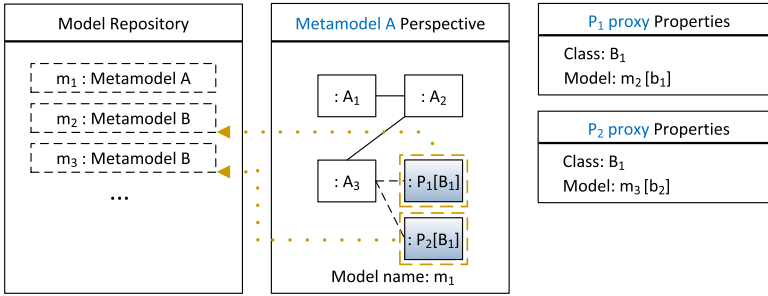 Model Repository
m₁ : Metamodel A
m₂ : Metamodel B
m₃ : Metamodel B
...
Metamodel A Perspective
: A₁
: A₂
: A₃
: P₁[B₁]
: P₂[B₁]
Model name: m₁
P₁ proxy Properties
Class: B₁
Model: m₂ [b₁]
P₂ proxy Properties
Class: B₁
Model: m₃ [b₂]